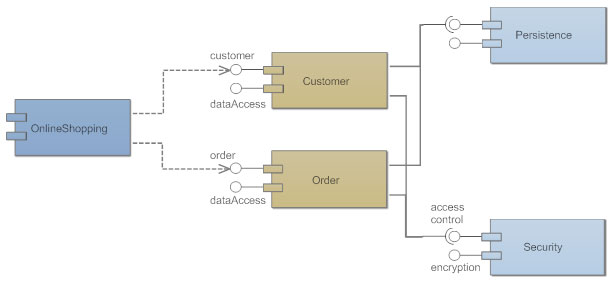 Persistence
customer
Customer
dataAccess
OnlineShopping
order
Order
dataAccess
access
control
Security
encryption